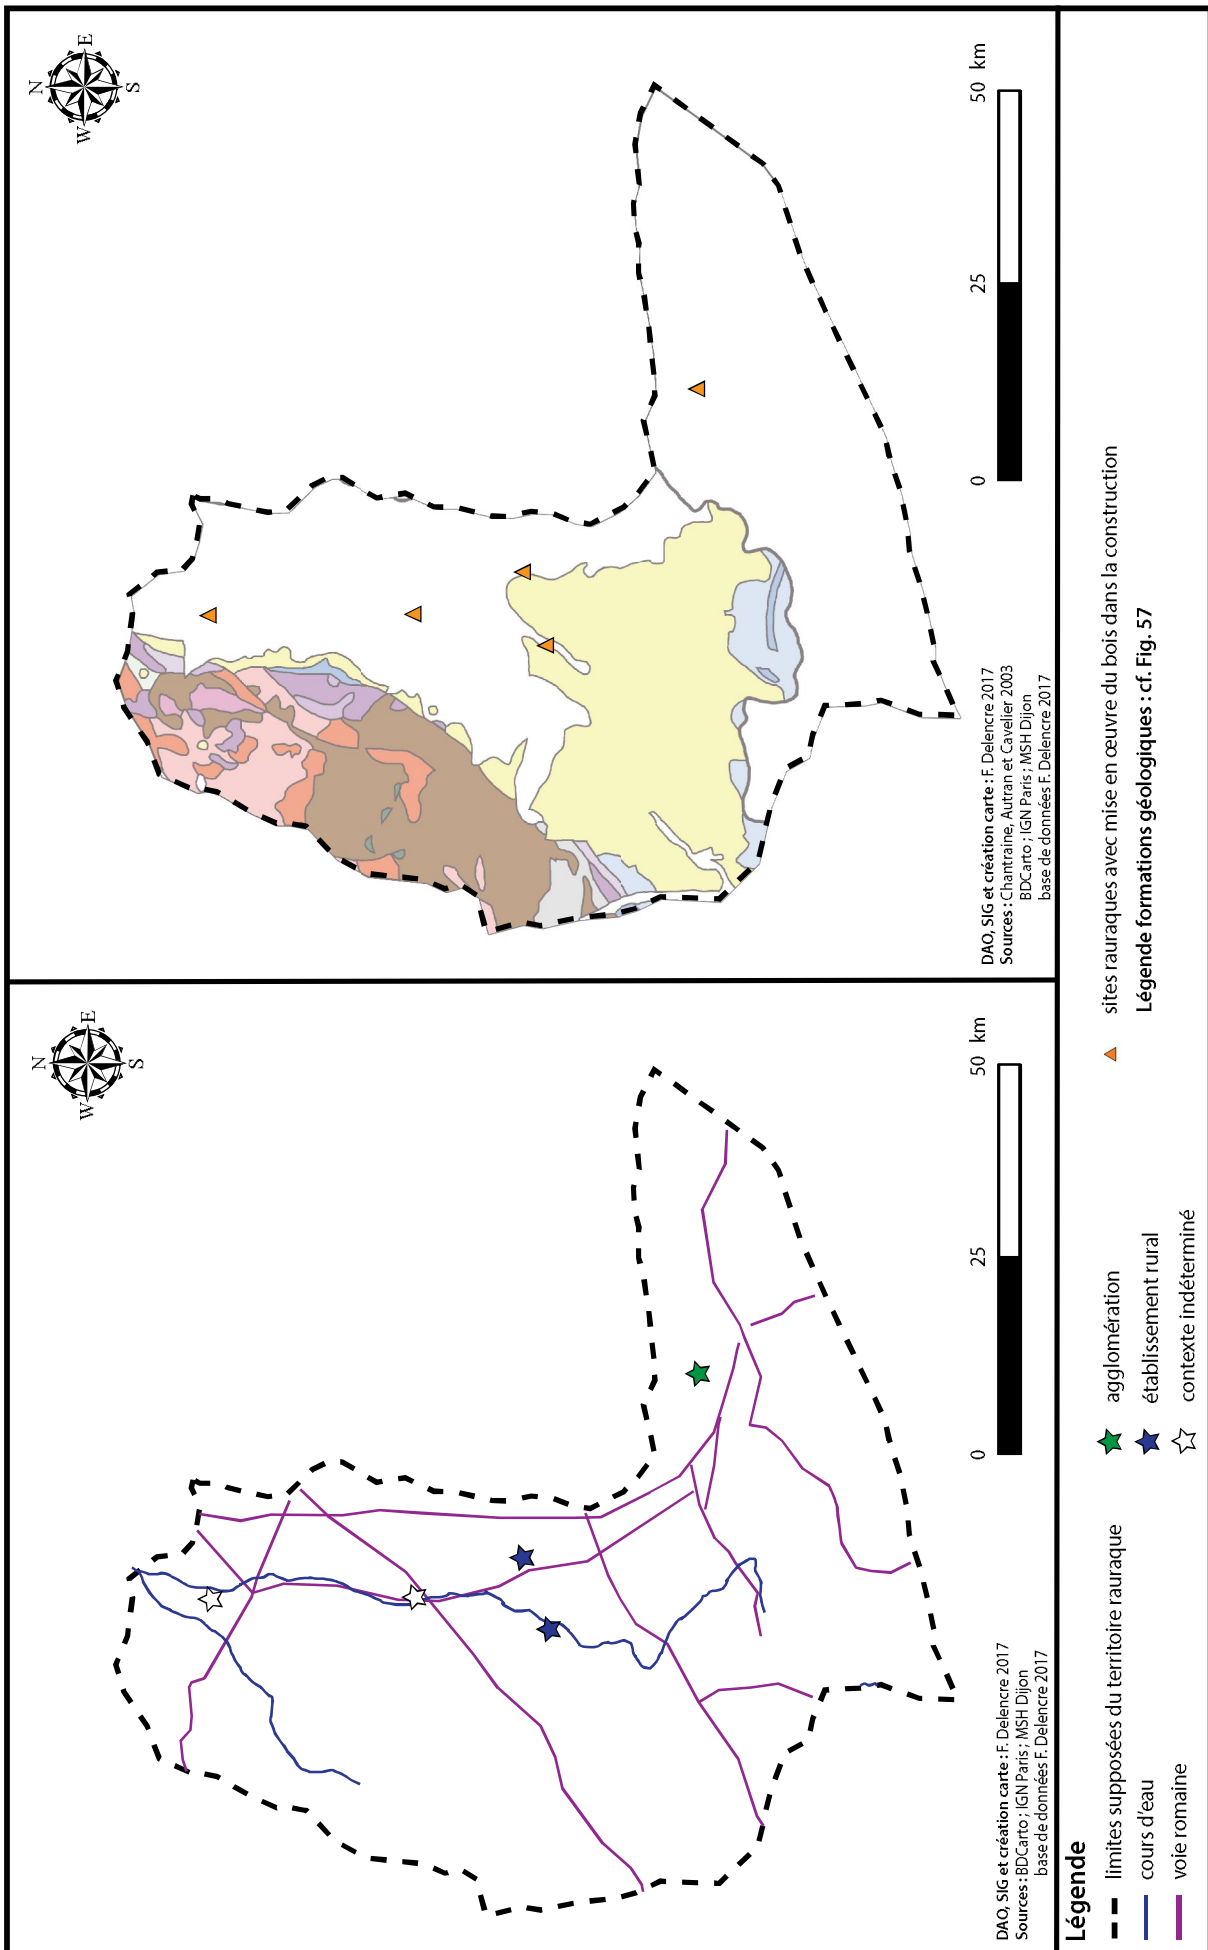 N
W E
S
0 25 50 km
DAO, SIG et création carte : F. Delencre 2017
Sources : BDCarto ; IGN Paris ; MSH Dijon
base de données F. Delencre 2017
N
W E
S
0 25 50 km
DAO, SIG et création carte : F. Delencre 2017
Sources : Chantraine, Autran et Cavelier 2003
BDCarto ; IGN Paris ; MSH Dijon
base de données F. Delencre 2017
Légende
limites supposées du territoire rauraque
cours d'eau
voie romaine
agglomération
établissement rural
contexte indéterminé
sites rauraques avec mise en œuvre du bois dans la construction
Légende formations géologiques : cf. Fig. 57